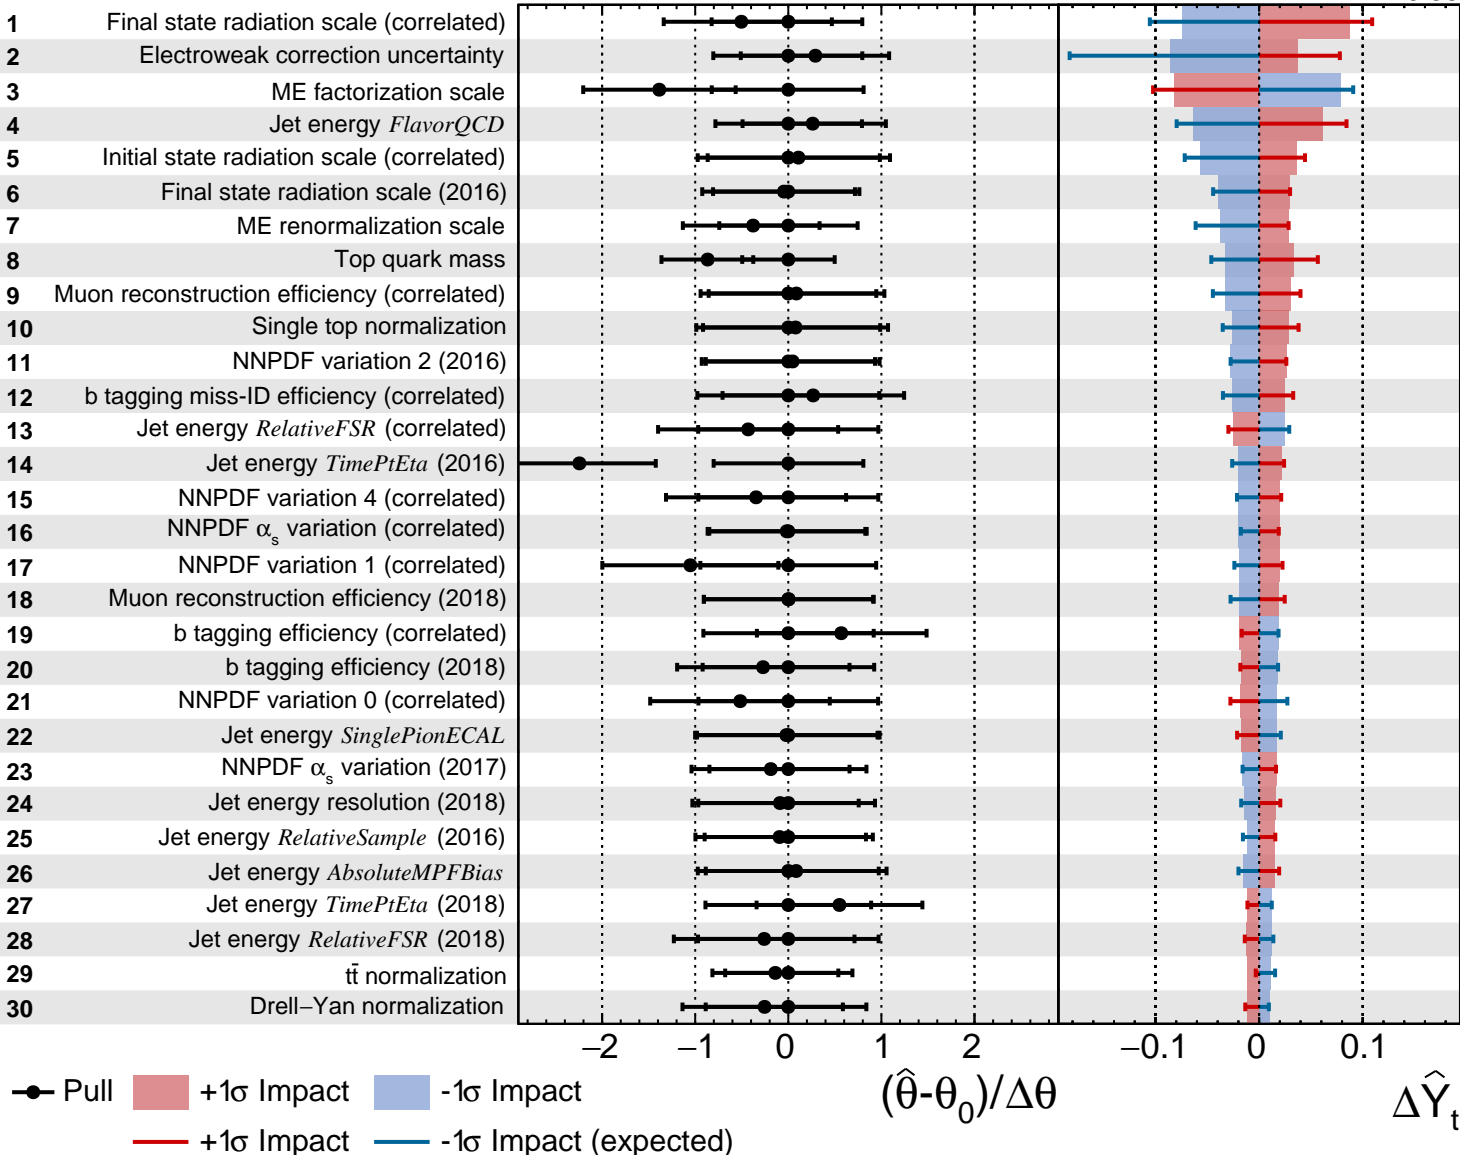 1 Final state radiation scale (correlated)
2 Electroweak correction uncertainty
3 ME factorization scale
4 Jet energy FlavorQCD
5 Initial state radiation scale (correlated)
6 Final state radiation scale (2016)
7 ME renormalization scale
8 Top quark mass
9 Muon reconstruction efficiency (correlated)
10 Single top normalization
11 NNPDF variation 2 (2016)
12 b tagging miss-ID efficiency (correlated)
13 Jet energy RelativeFSR (correlated)
14 Jet energy TimePtEta (2016)
15 NNPDF variation 4 (correlated)
16 NNPDF αs variation (correlated)
17 NNPDF variation 1 (correlated)
18 Muon reconstruction efficiency (2018)
19 b tagging efficiency (correlated)
20 b tagging efficiency (2018)
21 NNPDF variation 0 (correlated)
22 Jet energy SinglePionECAL
23 NNPDF αs variation (2017)
24 Jet energy resolution (2018)
25 Jet energy RelativeSample (2016)
26 Jet energy AbsoluteMPFBias
27 Jet energy TimePtEta (2018)
28 Jet energy RelativeFSR (2018)
29 tt̄ normalization
30 Drell−Yan normalization
−2 −1 0 1 2 −0.1 0 0.1
Pull +1σ Impact -1σ Impact (θ̂-θ0)/Δθ ΔŶt
+1σ Impact -1σ Impact (expected)